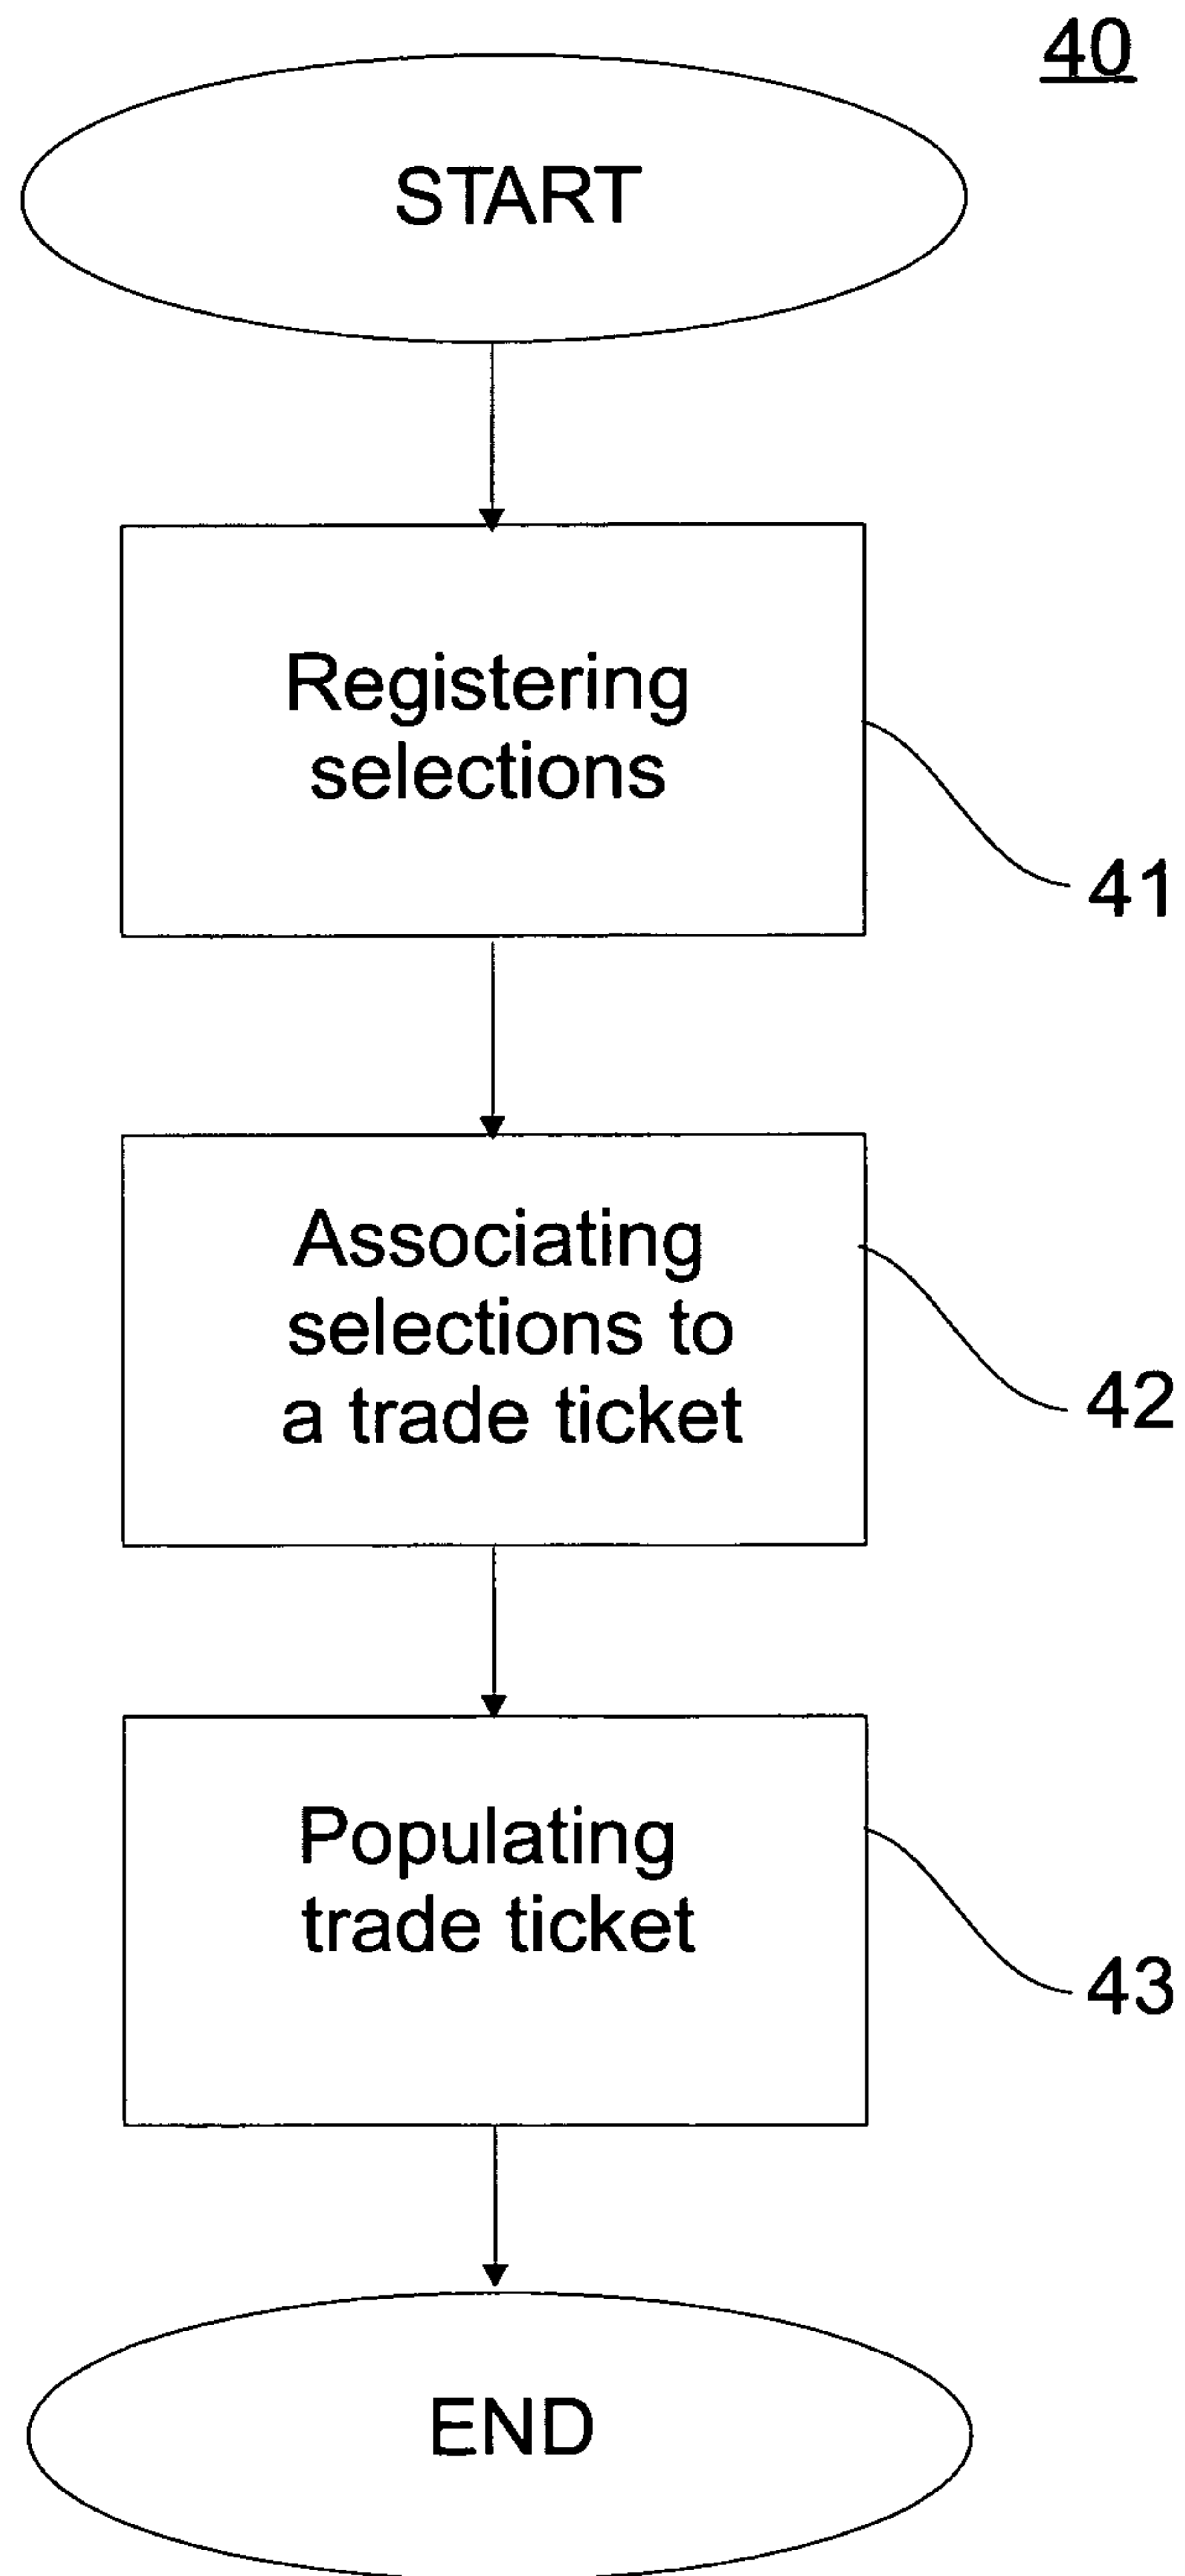 40
START
Registering
selections
41
Associating
selections to
a trade ticket
42
Populating
trade ticket
43
END